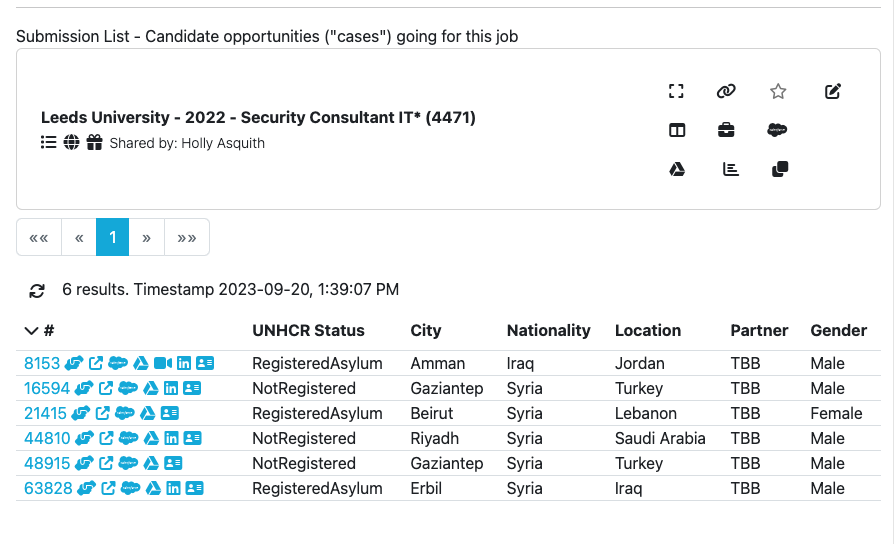 Submission List - Candidate opportunities ("cases") going for this job
Leeds University - 2022 - Security Consultant IT* (4471)
Shared by: Holly Asquith
«« « 1 » »»
6 results. Timestamp 2023-09-20, 1:39:07 PM
# UNHCR Status City Nationality Location Partner Gender
8153 RegisteredAsylum Amman Iraq Jordan TBB Male
16594 NotRegistered Gaziantep Syria Turkey TBB Male
21415 RegisteredAsylum Beirut Syria Lebanon TBB Female
44810 NotRegistered Riyadh Syria Saudi Arabia TBB Male
48915 NotRegistered Gaziantep Syria Turkey TBB Male
63828 RegisteredAsylum Erbil Syria Iraq TBB Male